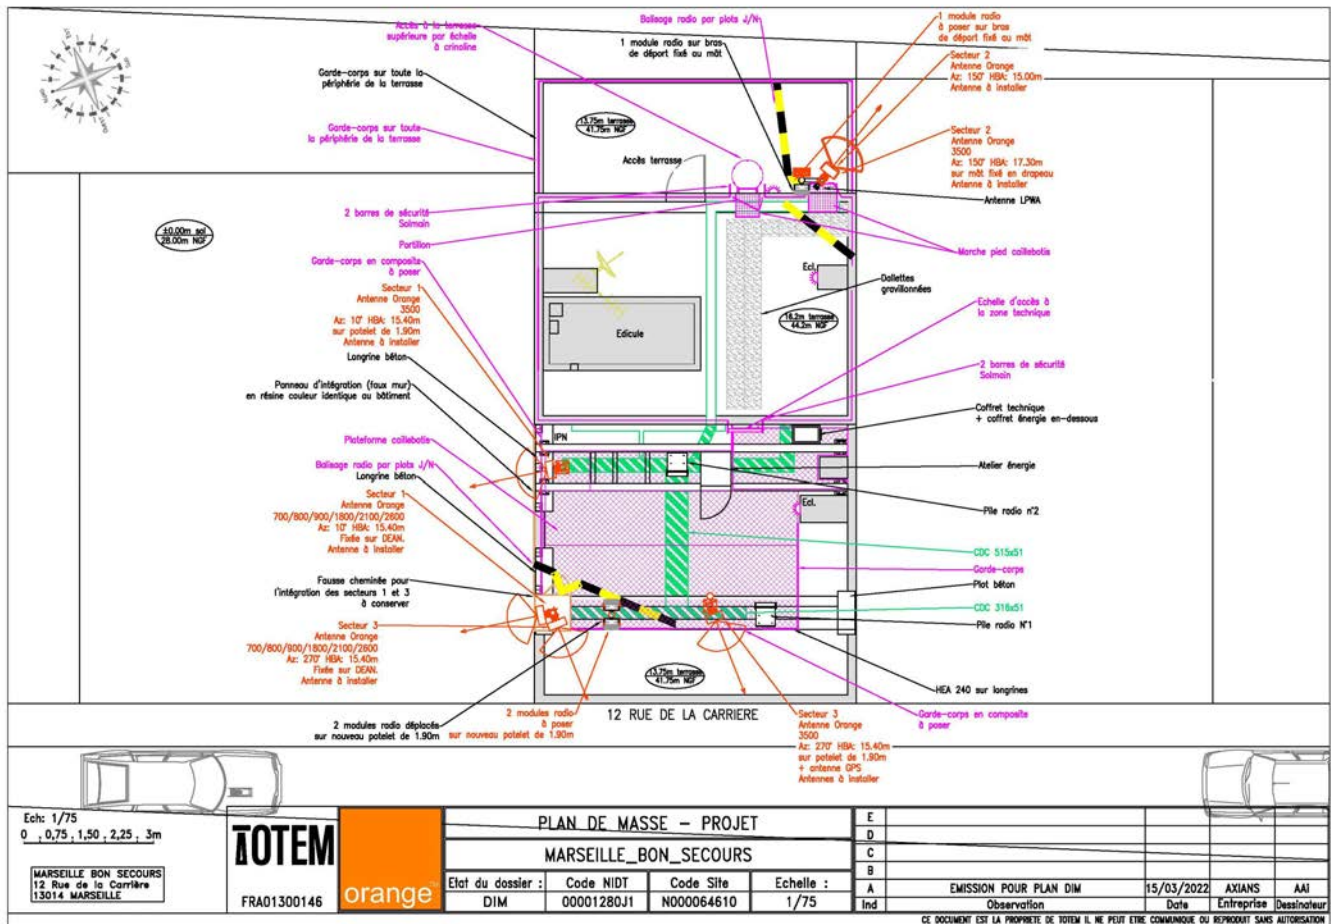 Accès à la terrasse
supérieure par échelle
à crinoline
Balisage radio par plots J/N
1 module radio sur bras
de déport fixé au mât
1 module radio
à poser sur bras
de déport fixé au mât
Secteur 2
Antenne Orange
Az: 150° HBA: 15.00m
Antenne à installer
Garde-corps sur toute la
périphérie de la terrasse
Garde-corps sur toute
la périphérie de la terrasse
13.75m terrasse
41.75m NGF
Accès terrasse
Secteur 2
Antenne Orange
3500
Az: 150° HBA: 17.30m
sur mât fixé en drapeau
Antenne à installer
Antenne LPWA
±0.00m sol
28.00m NGF
2 barres de sécurité
Solmain
Portillon
Marche pied caillebotis
Garde-corps en composite
à poser
Ecl.
Dallettes
gravillonnées
Secteur 1
Antenne Orange
3500
Az: 10° HBA: 15.40m
sur potelet de 1.90m
Antenne à installer
Echelle d'accès à
la zone technique
16.2m terrasse
44.2m NGF
Edicule
Longrine béton
2 barres de sécurité
Solmain
Panneau d'intégration (faux mur)
en résine couleur identique au bâtiment
Coffret technique
+ coffret énergie en-dessous
IPN
Plateforme caillebotis
Balisage radio par plots J/N
Longrine béton
Atelier énergie
Secteur 1
Antenne Orange
700/800/900/1800/2100/2600
Az: 10° HBA: 15.40m
Fixée sur DEAN.
Antenne à installer
Ecl.
Pile radio n°2
CDC 515x51
Garde-corps
Fausse cheminée pour
l'intégration des secteurs 1 et 3
à conserver
Plot béton
CDC 316x51
Pile radio N°1
Secteur 3
Antenne Orange
700/800/900/1800/2100/2600
Az: 270° HBA: 15.40m
Fixée sur DEAN.
Antenne à installer
13.75m terrasse
41.75m NGF
HEA 240 sur longrines
2 modules radio déplacés
sur nouveau potelet de 1.90m
2 modules radio
à poser
sur nouveau potelet de 1.90m
12 RUE DE LA CARRIERE
Secteur 3
Antenne Orange
3500
Az: 270° HBA: 15.40m
sur potelet de 1.90m
+ antenne GPS
Antennes à installer
Garde-corps en composite
à poser
Ech: 1/75
0 0,75 1,50 2,25 3m
MARSEILLE BON SECOURS
12 Rue de la Carrière
13014 MARSEILLE
TOTEM
FRA01300146
orange
PLAN DE MASSE - PROJET
MARSEILLE_BON_SECOURS
Etat du dossier : Code NIDT Code Site Echelle :
DIM 00001280J1 N000064610 1/75
E
D
C
B
A EMISSION POUR PLAN DIM 15/03/2022 AXIANS AAI
Ind Observation Date Entreprise Dessinateur
CE DOCUMENT EST LA PROPRIETE DE TOTEM IL NE PEUT ETRE COMMUNIQUE OU REPRODUIT SANS AUTORISATION